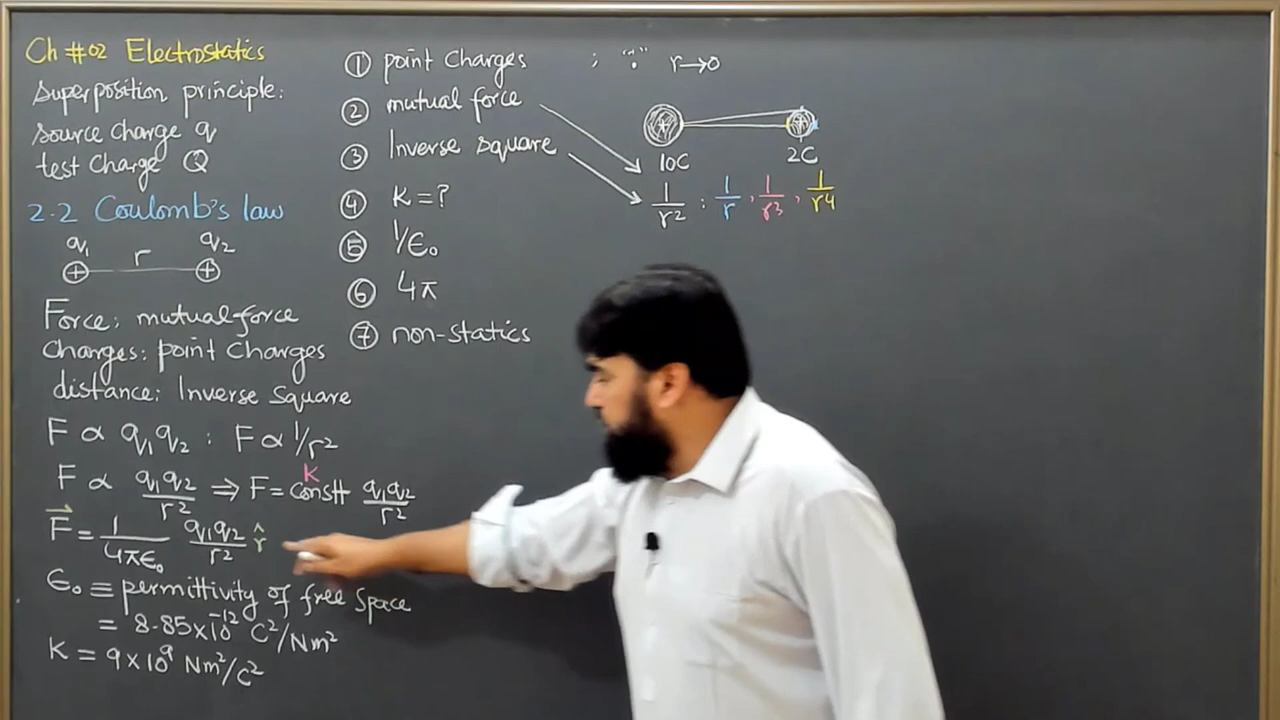 Ch #02 Electrostatics
Superposition principle:
Source charge q
test Charge Q
2.2 Coulomb's law
q₁ r q₂
+ +
Force: mutual force
Charges: point Charges
distance: Inverse Square
F ∝ q₁q₂ : F ∝ 1/r²
K
F ∝ q₁q₂/r² ⇒ F = constt q₁q₂/r²
F⃗ = 1/4πϵ₀ q₁q₂/r² r̂
ϵ₀ ≡ permittivity of free Space
= 8.85×10⁻¹² C²/Nm²
K = 9×10⁹ Nm²/C²
① point Charges
② mutual force
③ Inverse square
④ K = ?
⑤ 1/ϵ₀
⑥ 4π
⑦ non-statics
; "." r→0
+ +
10C 2C
1/r² : 1/r , 1/r3 , 1/r4